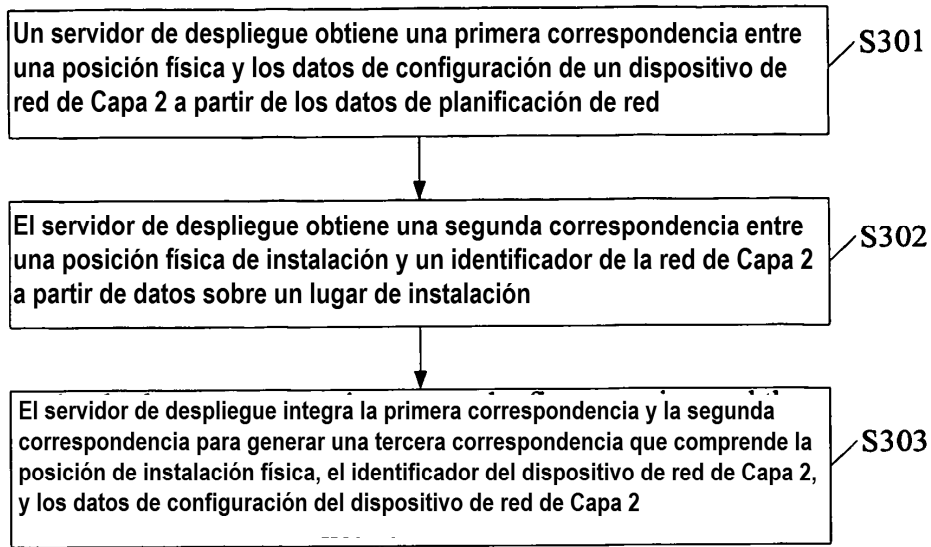 Un servidor de despliegue obtiene una primera correspondencia entre
una posición física y los datos de configuración de un dispositivo de
red de Capa 2 a partir de los datos de planificación de red
S301
El servidor de despliegue obtiene una segunda correspondencia entre
una posición física de instalación y un identificador de la red de Capa 2
a partir de datos sobre un lugar de instalación
S302
El servidor de despliegue integra la primera correspondencia y la segunda
correspondencia para generar una tercera correspondencia que comprende la
posición de instalación física, el identificador del dispositivo de red de Capa 2,
y los datos de configuración del dispositivo de red de Capa 2
S303